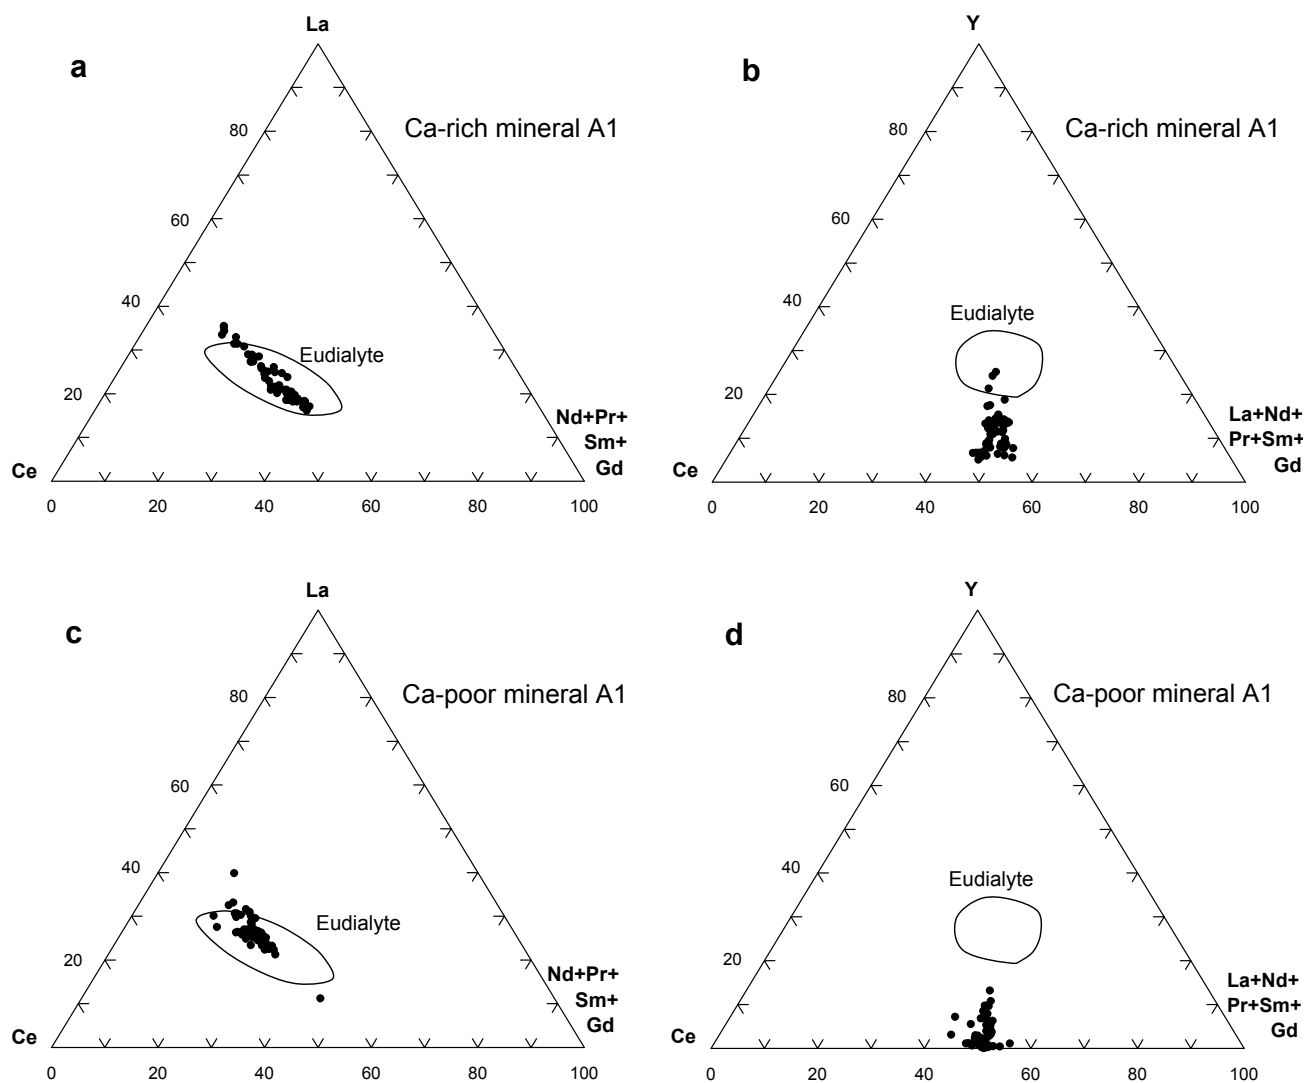 La
a
Ca-rich mineral A1
80
60
40
20
Eudialyte
Nd+Pr+
Sm+
Gd
Ce
0 20 40 60 80 100
Y
b
Ca-rich mineral A1
80
60
40
20
Eudialyte
La+Nd+
Pr+Sm+
Gd
Ce
0 20 40 60 80 100
La
c
Ca-poor mineral A1
80
60
40
20
Eudialyte
Nd+Pr+
Sm+
Gd
Ce
0 20 40 60 80 100
Y
d
Ca-poor mineral A1
80
60
40
20
Eudialyte
La+Nd+
Pr+Sm+
Gd
Ce
0 20 40 60 80 100